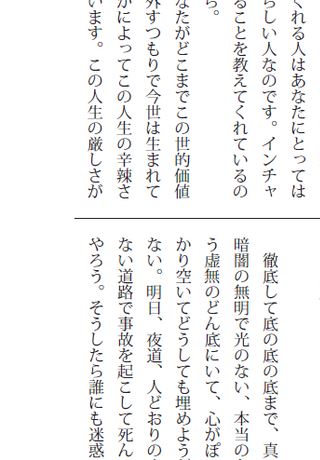 くれる人はあなたにとっては
らしい人なのです。インチャ
ることを教えてくれているの
ら。
なたがどこまでこの世的価値
外すつもりで今世は生まれて
かによってこの人生の辛辣さ
います。この人生の厳しさが
徹底して底の底の底まで、真
暗闇の無明で光のない、本当の
う虚無のどん底にいて、心がぽ
かり空いてどうしても埋めよう
ない。明日、夜道、人どおりの
ない道路で事故を起こして死ん
やろう。そうしたら誰にも迷惑